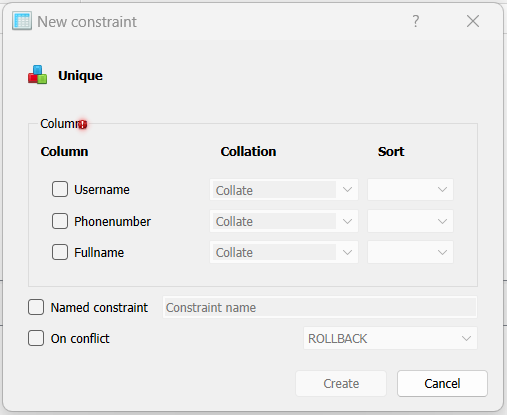 New constraint
?
Unique
Columns
Column Collation Sort
Username Collate
Phonenumber Collate
Fullname Collate
Named constraint Constraint name
On conflict ROLLBACK
Create Cancel